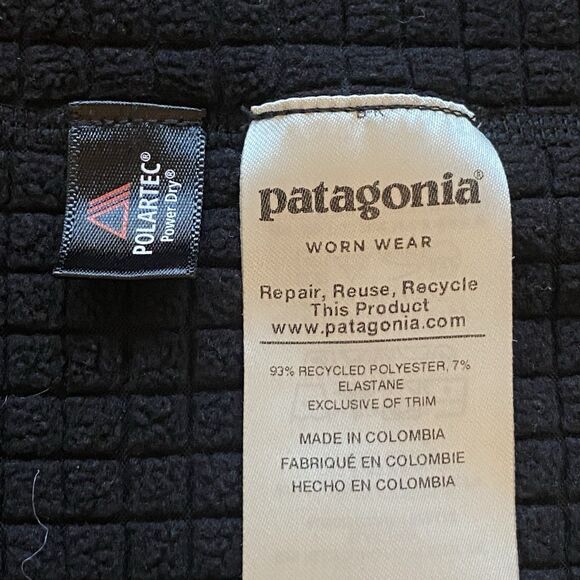 POLARTEC®
Power Dry®
patagonia®
WORN WEAR
Repair, Reuse, Recycle
This Product
www.patagonia.com
93% RECYCLED POLYESTER, 7%
ELASTANE
EXCLUSIVE OF TRIM
MADE IN COLOMBIA
FABRIQUÉ EN COLOMBIE
HECHO EN COLOMBIA